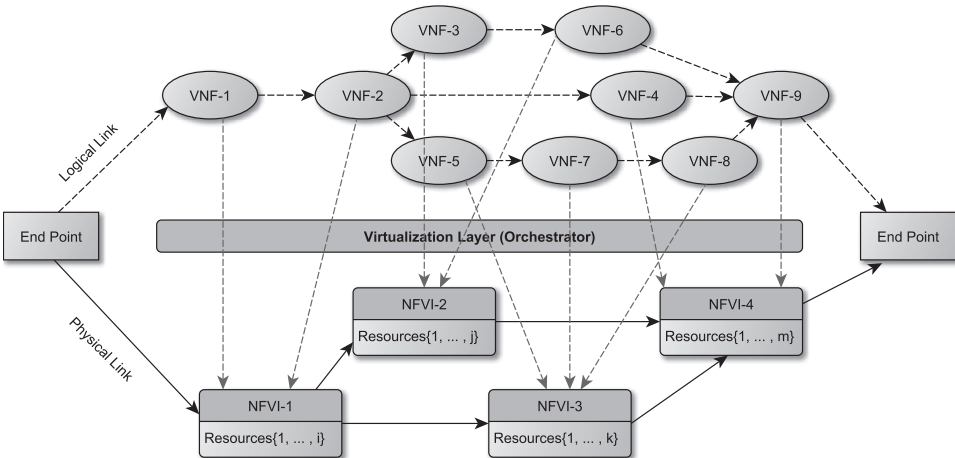 VNF-3
VNF-6
VNF-1
VNF-2
VNF-4
VNF-9
VNF-5
VNF-7
VNF-8
Logical Link
End Point
Virtualization Layer (Orchestrator)
End Point
Physical Link
NFVI-2
Resources{1, ... , j}
NFVI-4
Resources{1, ... , m}
NFVI-1
Resources{1, ... , i}
NFVI-3
Resources{1, ... , k}